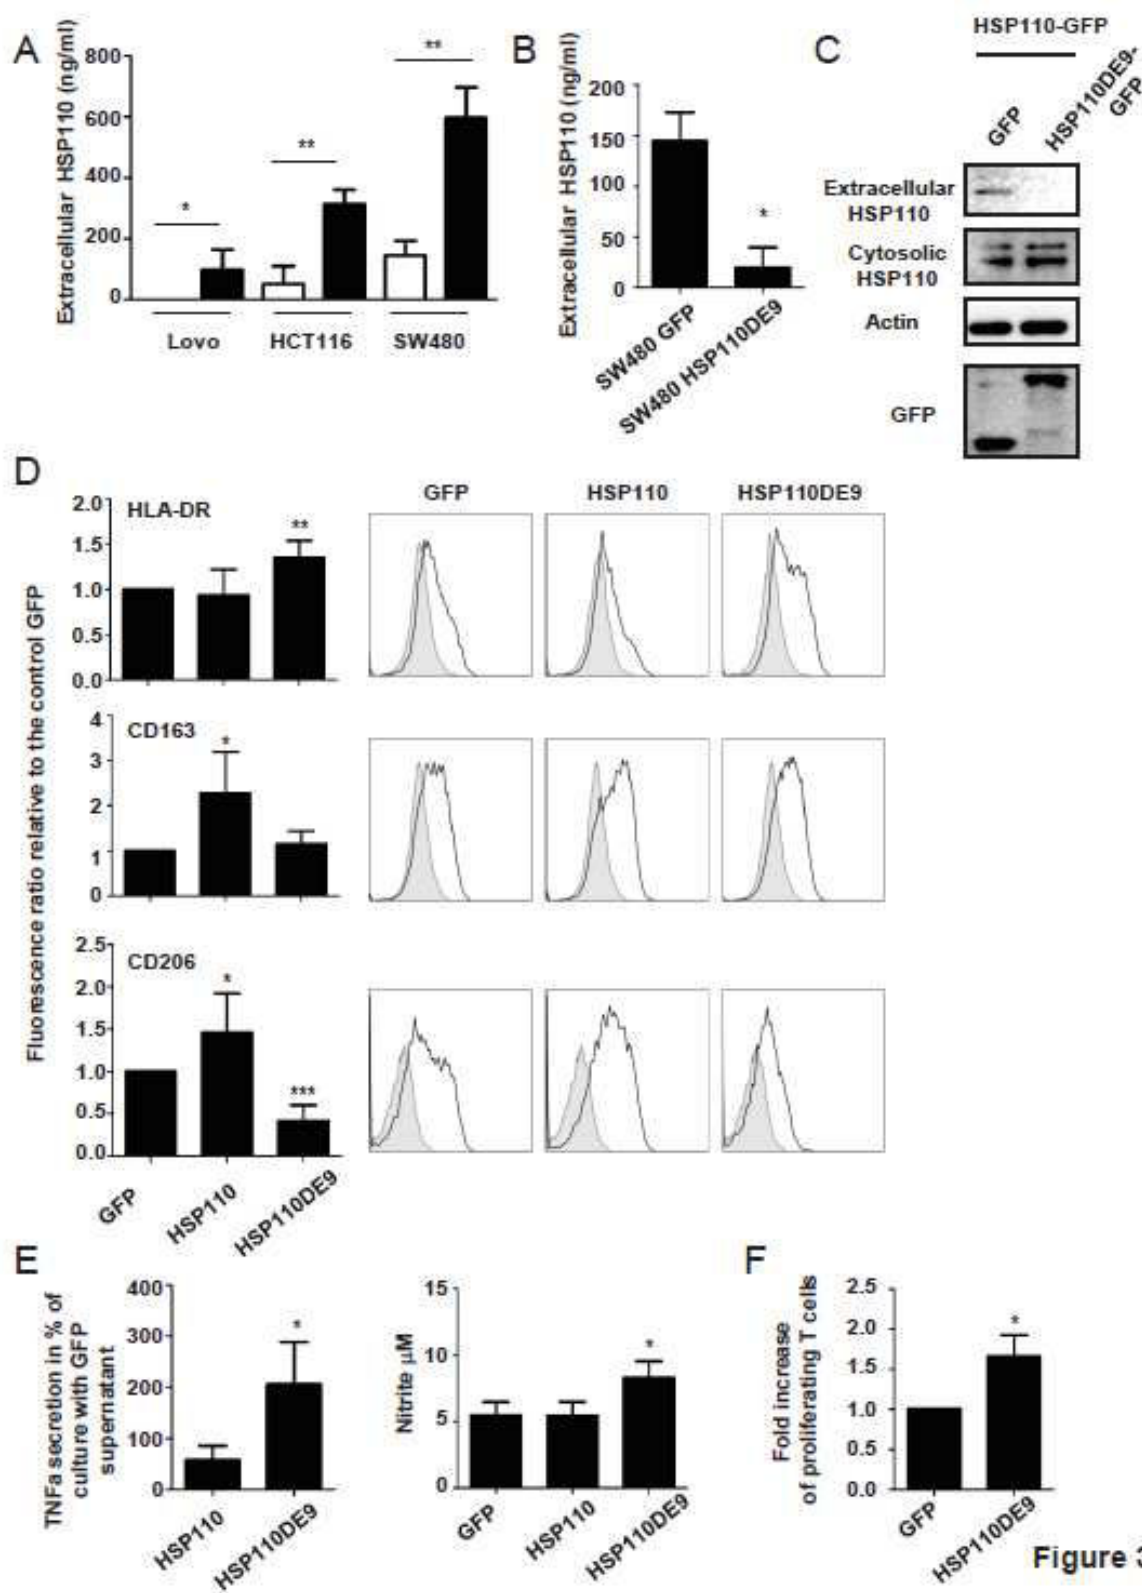 A
Extracellular HSP110 (ng/ml)
800
600
400
200
0
*
**
**
Lovo
HCT116
SW480
B
Extracellular HSP110 (ng/ml)
200
150
100
50
0
*
SW480 GFP
SW480 HSP110DE9
C
HSP110-GFP
GFP
HSP110DE9-
GFP
Extracellular
HSP110
Cytosolic
HSP110
Actin
GFP
D
Fluorescence ratio relative to the control GFP
HLA-DR
2.0
1.5
1.0
0.5
0.0
**
GFP
HSP110
HSP110DE9
CD163
4
3
2
1
0
*
CD206
2.5
2.0
1.5
1.0
0.5
0.0
*
***
GFP
HSP110
HSP110DE9
E
TNFa secretion in % of
culture with GFP
supernatant
400
300
200
100
0
*
HSP110
HSP110DE9
Nitrite µM
15
10
5
0
*
GFP
HSP110
HSP110DE9
F
Fold increase
of proliferating T cells
2.5
2.0
1.5
1.0
0.5
0.0
*
GFP
HSP110DE9
Figure 3